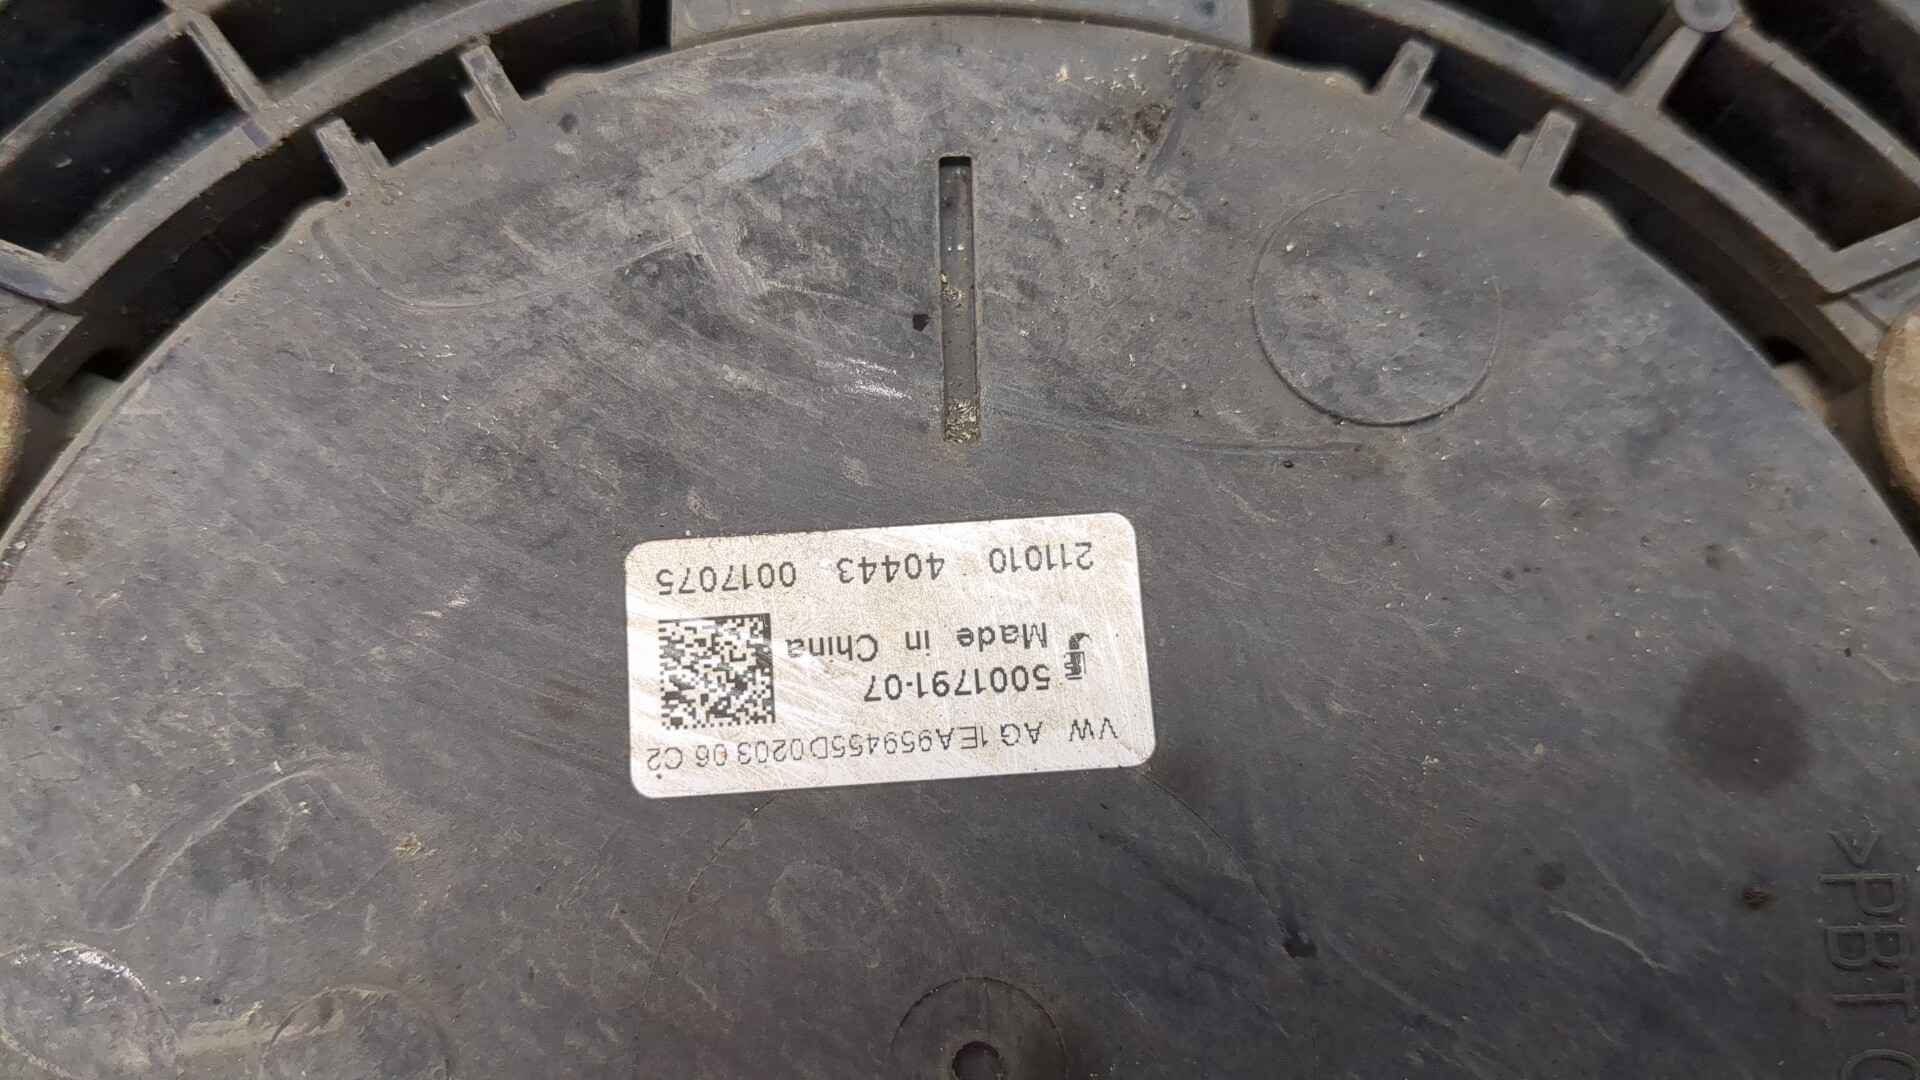 VW AG 1EA959455D0203 06 C2
5001791-07
Made in China
211010 40443 0017075
>PBT G